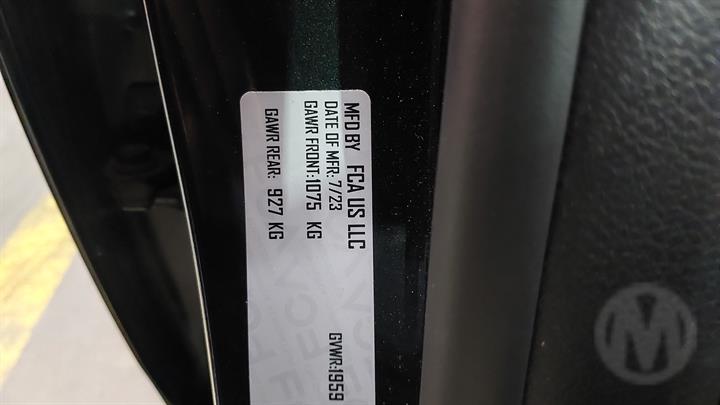 MFD BY FCA US LLC
DATE OF MFR: 7/23
GAWR FRONT:1075 KG
GAWR REAR: 927 KG
GVWR:1959
M